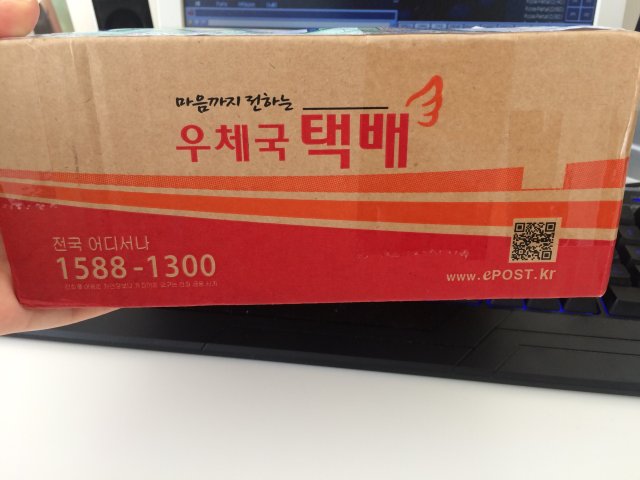 마음까지 전하는
우체국 택배
전국 어디서나
1588-1300
www.ePOST.kr